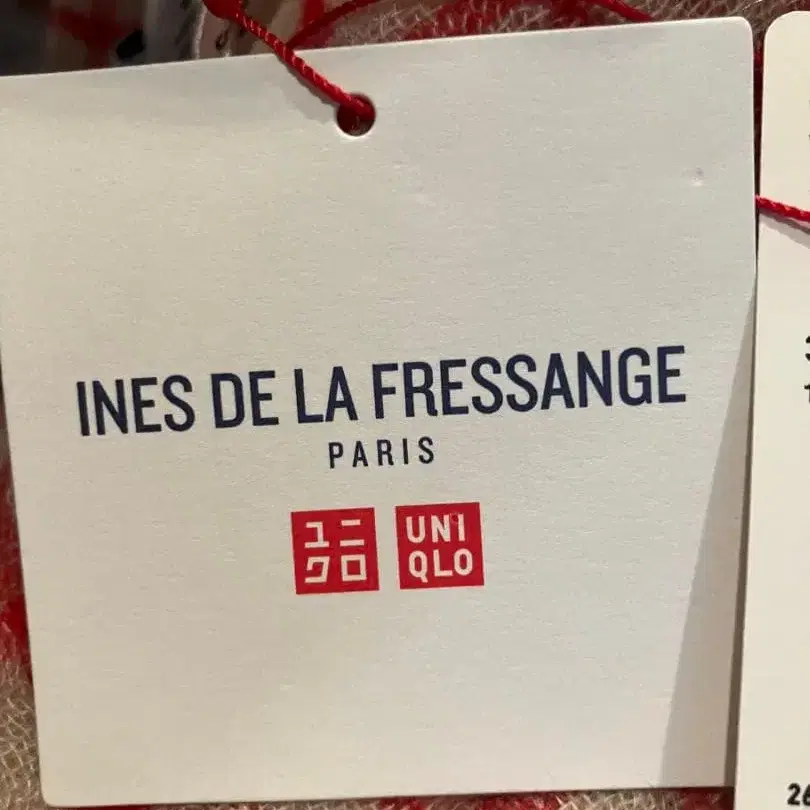 INES DE LA FRESSANGE
PARIS
ユニ
クロ
UNI
QLO